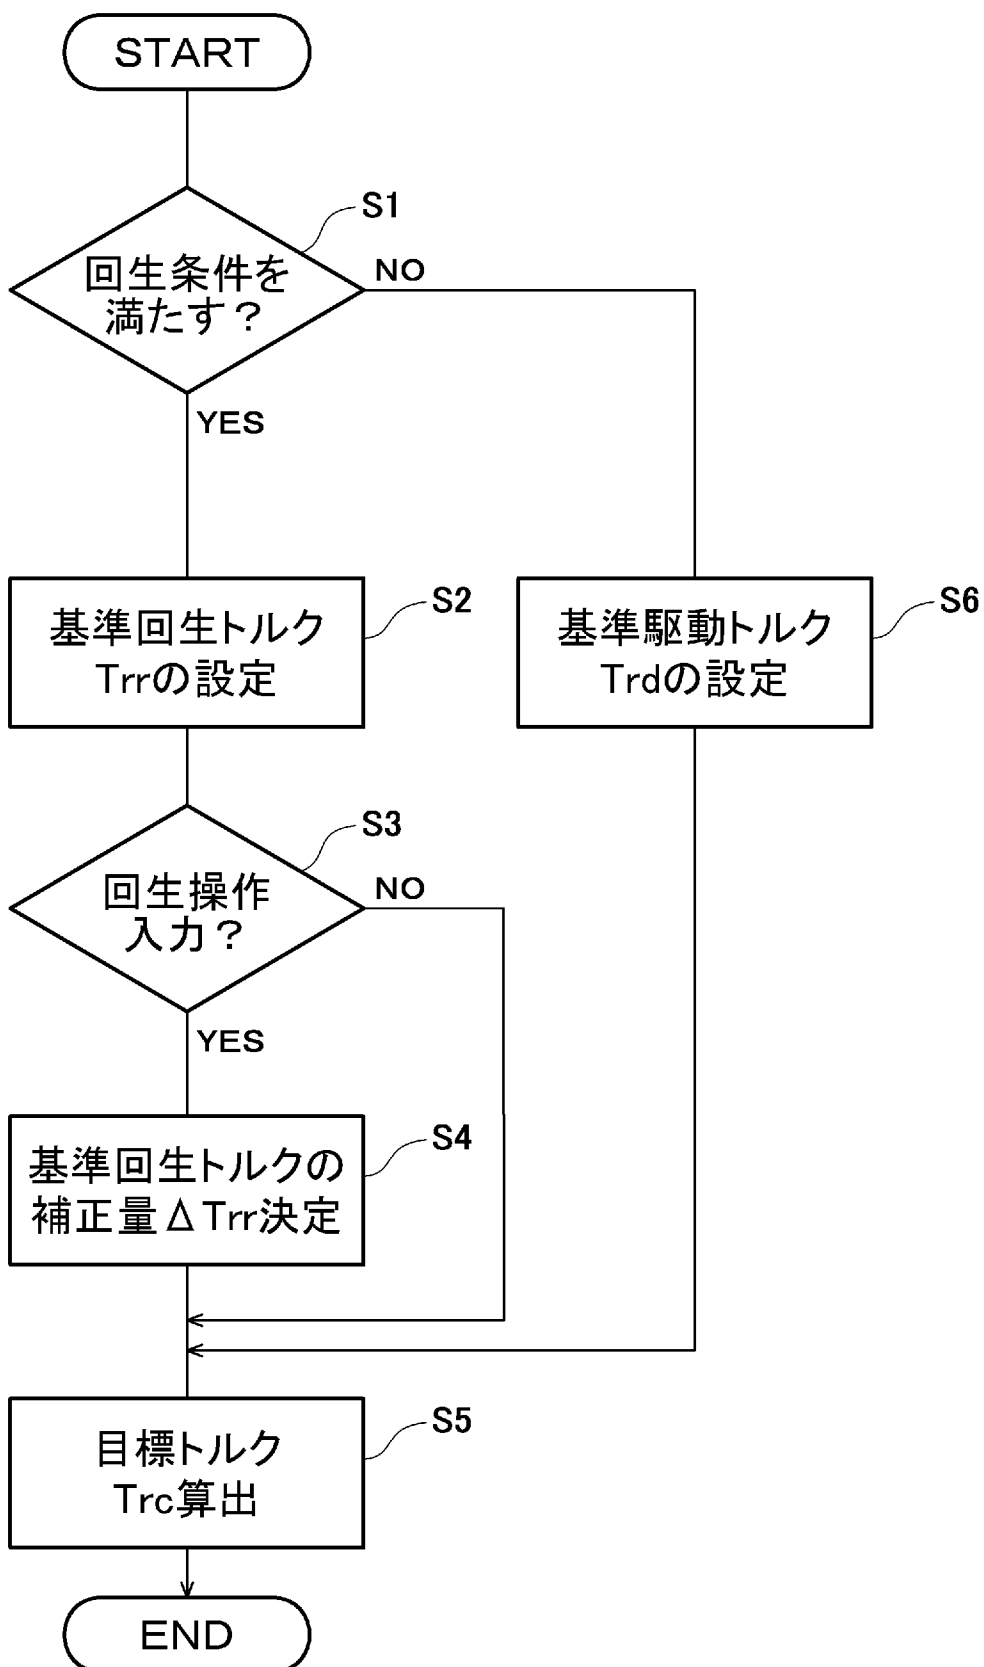 START
S1
回生条件を
満たす？
NO
YES
S2
基準回生トルク
Trrの設定
S6
基準駆動トルク
Trdの設定
S3
回生操作
入力？
NO
YES
S4
基準回生トルクの
補正量ΔTrr決定
S5
目標トルク
Trc算出
END